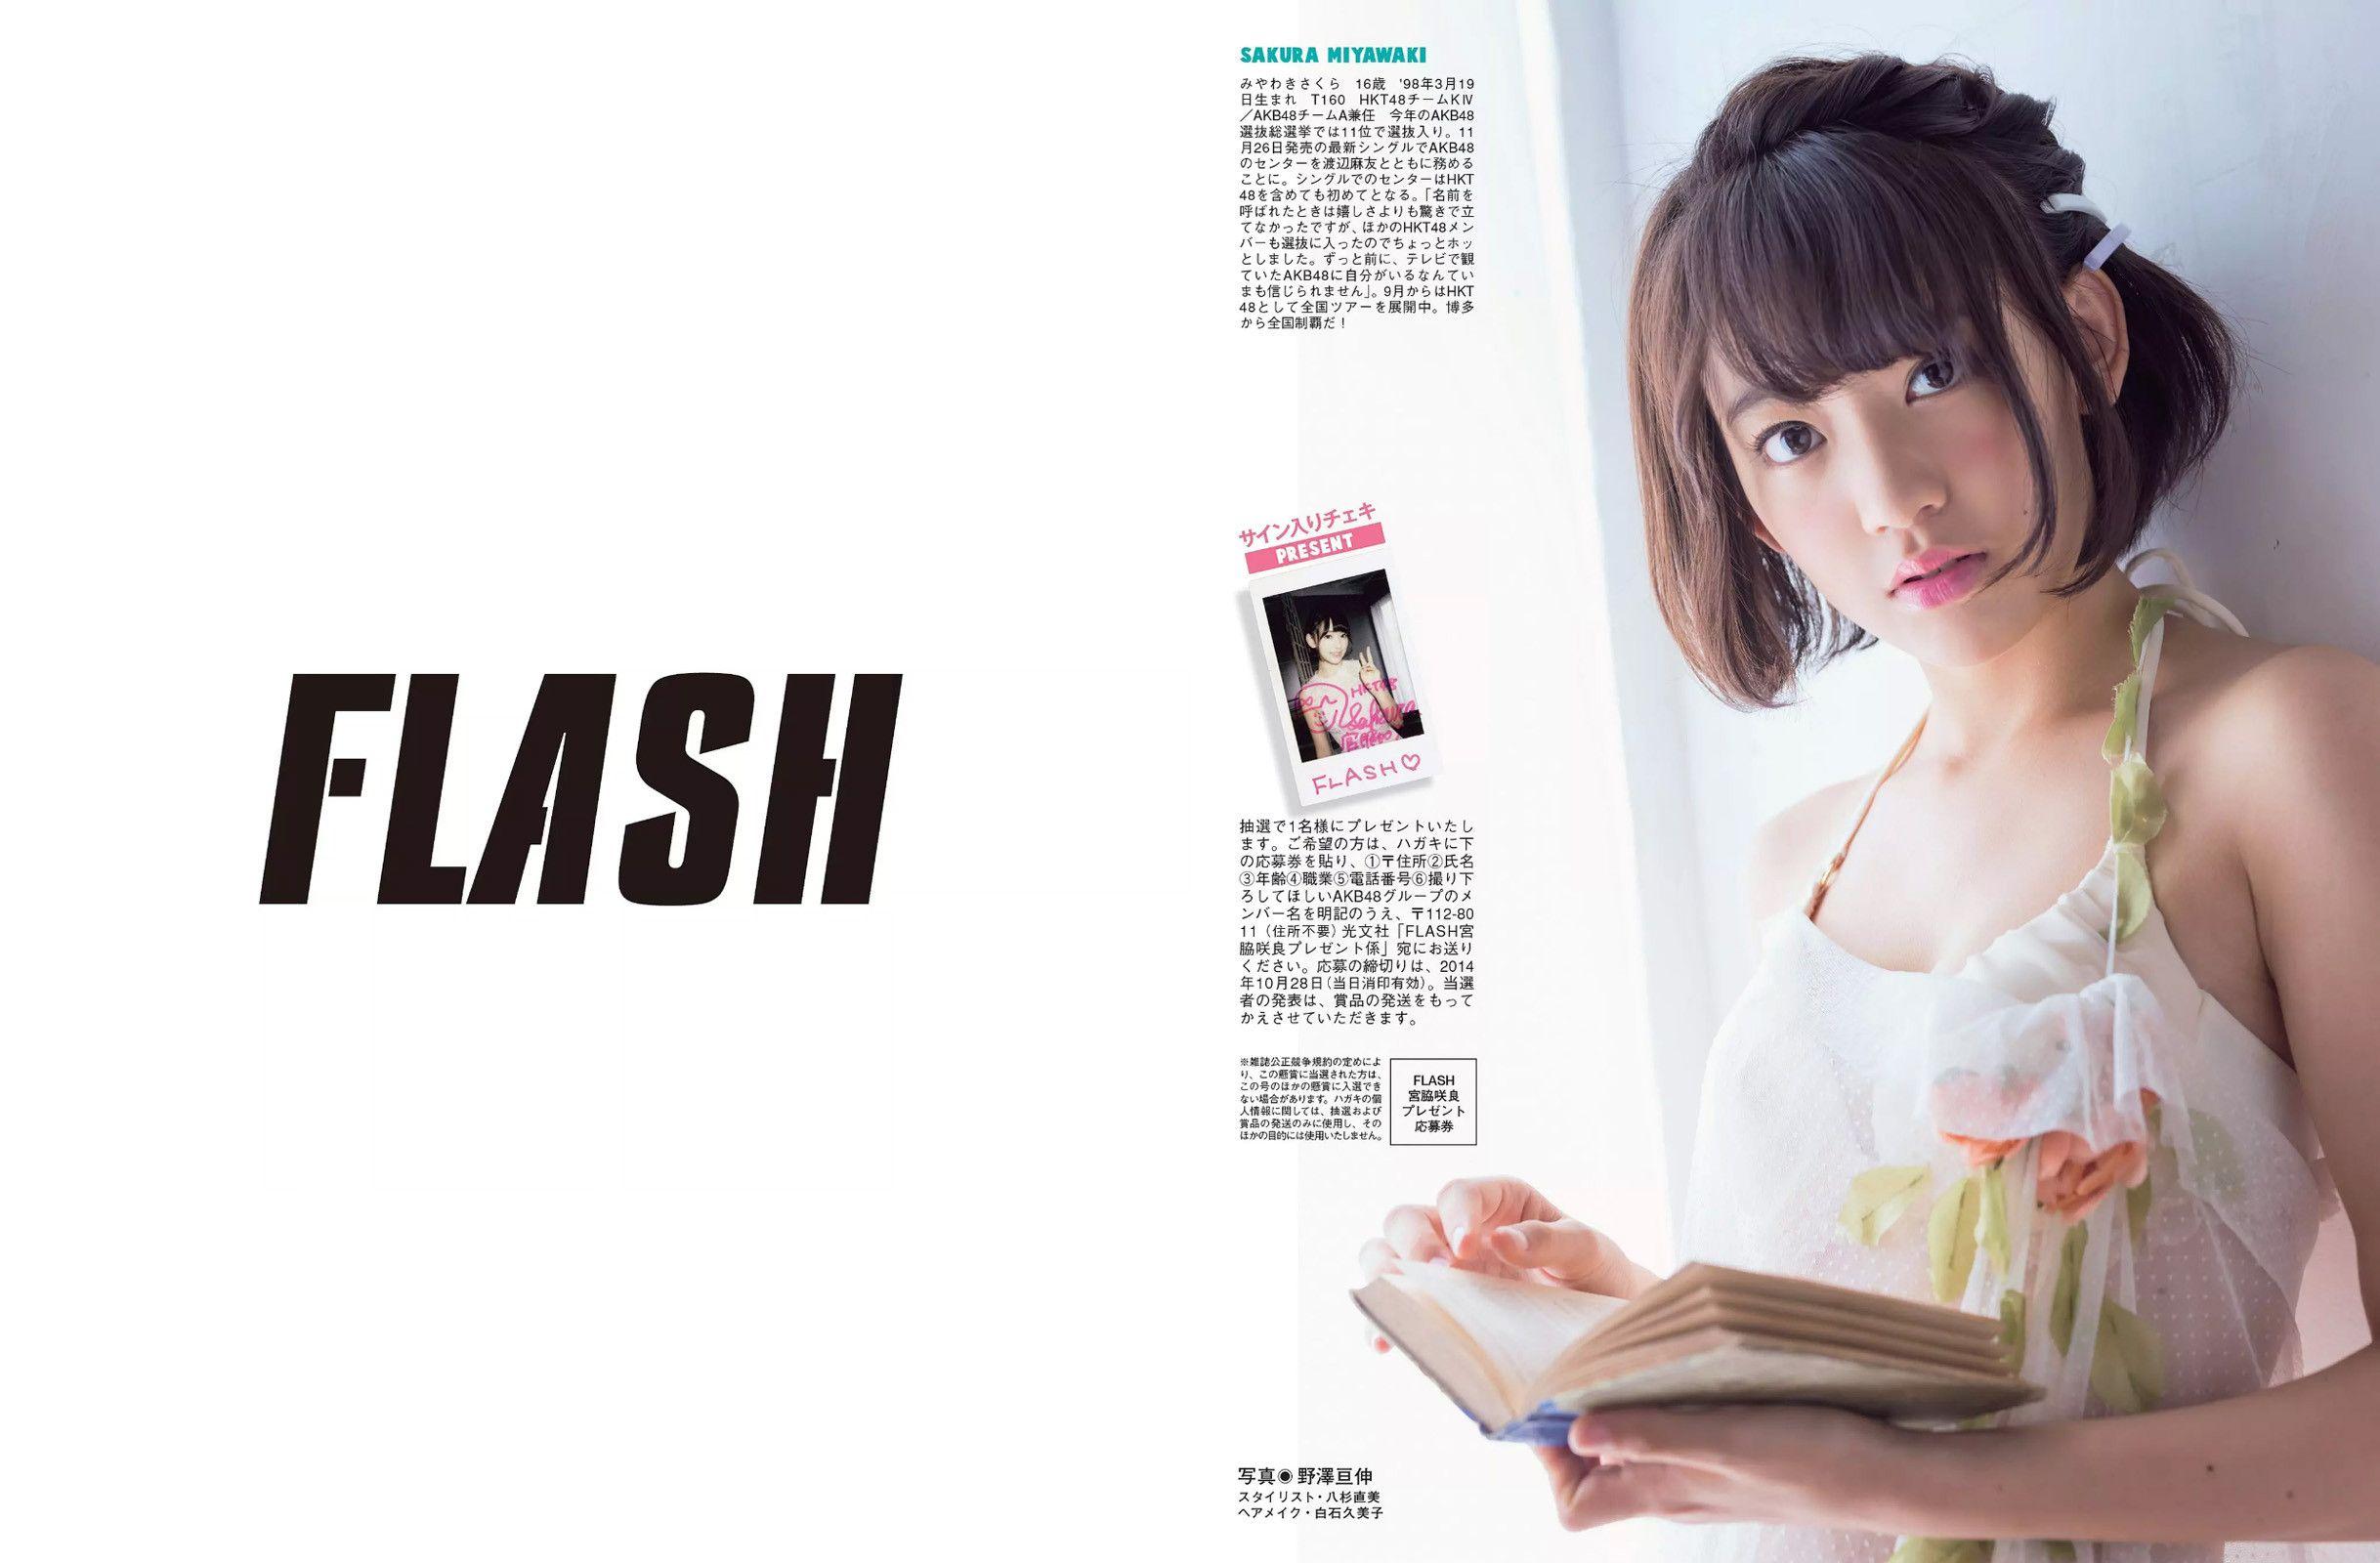 FLASH
SAKURA MIYAWAKI
みやわきさくら　16歳　'98年3月19
日生まれ　T160　HKT48チームKⅣ
／AKB48チームA兼任　今年のAKB48
選抜総選挙では11位で選抜入り。11
月26日発売の最新シングルでAKB48
のセンターを渡辺麻友とともに務める
ことに。シングルでのセンターはHKT
48を含めても初めてとなる。「名前を
呼ばれたときは嬉しさよりも驚きで立
てなかったですが、ほかのHKT48メン
バーも選抜に入ったのでちょっとホッ
としました。ずっと前に、テレビで観
ていたAKB48に自分がいるなんてい
まも信じられません」。9月からはHKT
48として全国ツアーを展開中。博多
から全国制覇だ！
サイン入りチェキ
PRESENT
HKT48
Sakura
FLASH♡
抽選で1名様にプレゼントいたし
ます。ご希望の方は、ハガキに下
の応募券を貼り、①〒住所②氏名
③年齢④職業⑤電話番号⑥撮り下
ろしてほしいAKB48グループのメ
ンバー名を明記のうえ、〒112-80
11（住所不要）光文社「FLASH宮
脇咲良プレゼント係」宛にお送り
ください。応募の締切りは、2014
年10月28日（当日消印有効）。当選
者の発表は、賞品の発送をもって
かえさせていただきます。
※雑誌公正競争規約の定めによ
り、この懸賞に当選された方は、
この号のほかの懸賞に入選でき
ない場合があります。ハガキの個
人情報に関しては、抽選および
賞品の発送のみに使用し、その
ほかの目的には使用いたしません。
FLASH
宮脇咲良
プレゼント
応募券
写真◉野澤亘伸
スタイリスト・八杉直美
ヘアメイク・白石久美子